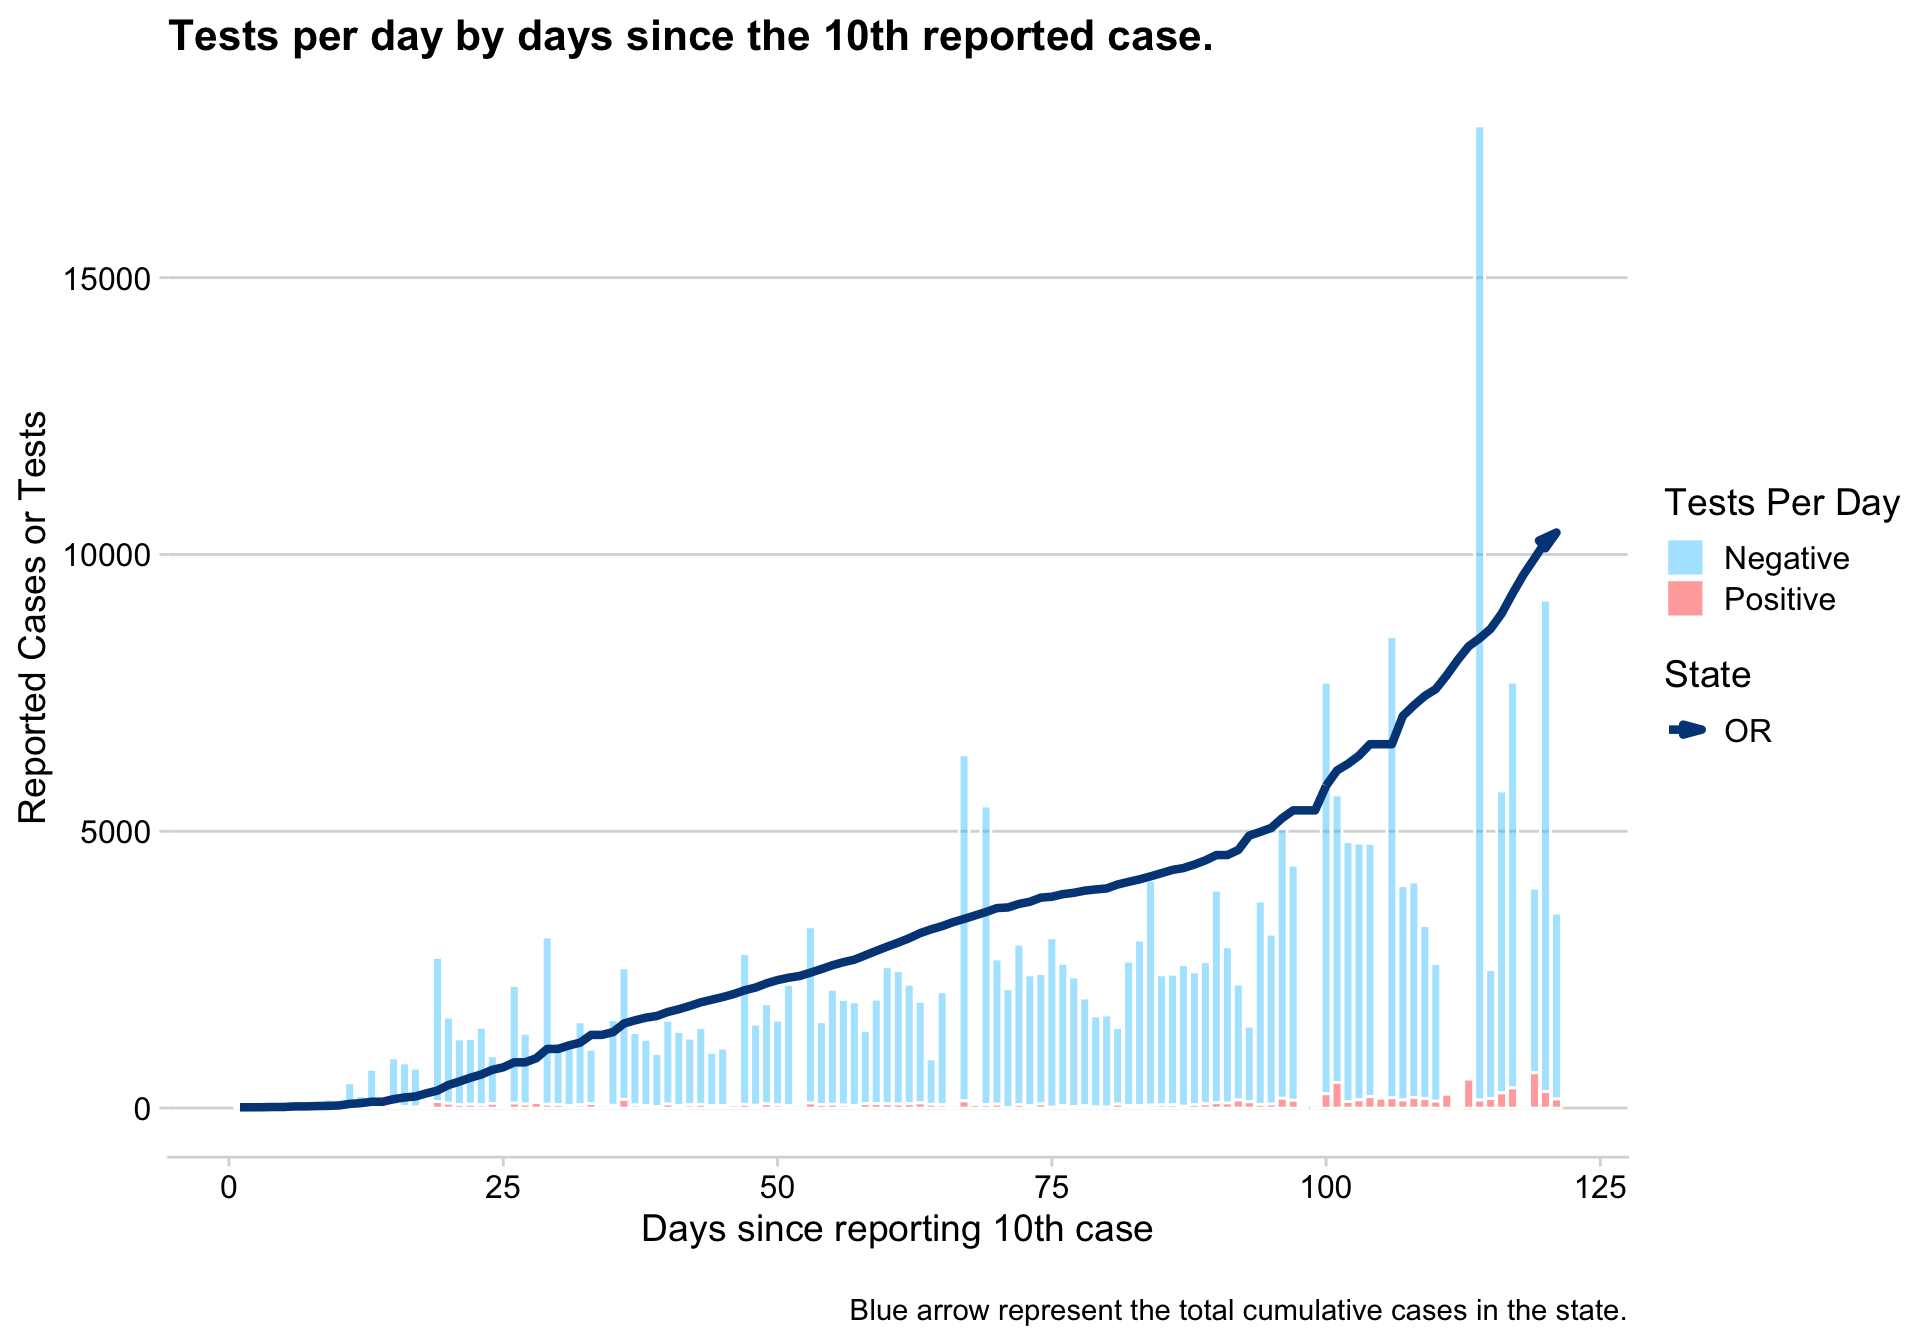 Tests per day by days since the 10th reported case.
Reported Cases or Tests
15000
10000
5000
0
0 25 50 75 100 125
Days since reporting 10th case
Tests Per Day
Negative
Positive
State
OR
Blue arrow represent the total cumulative cases in the state.